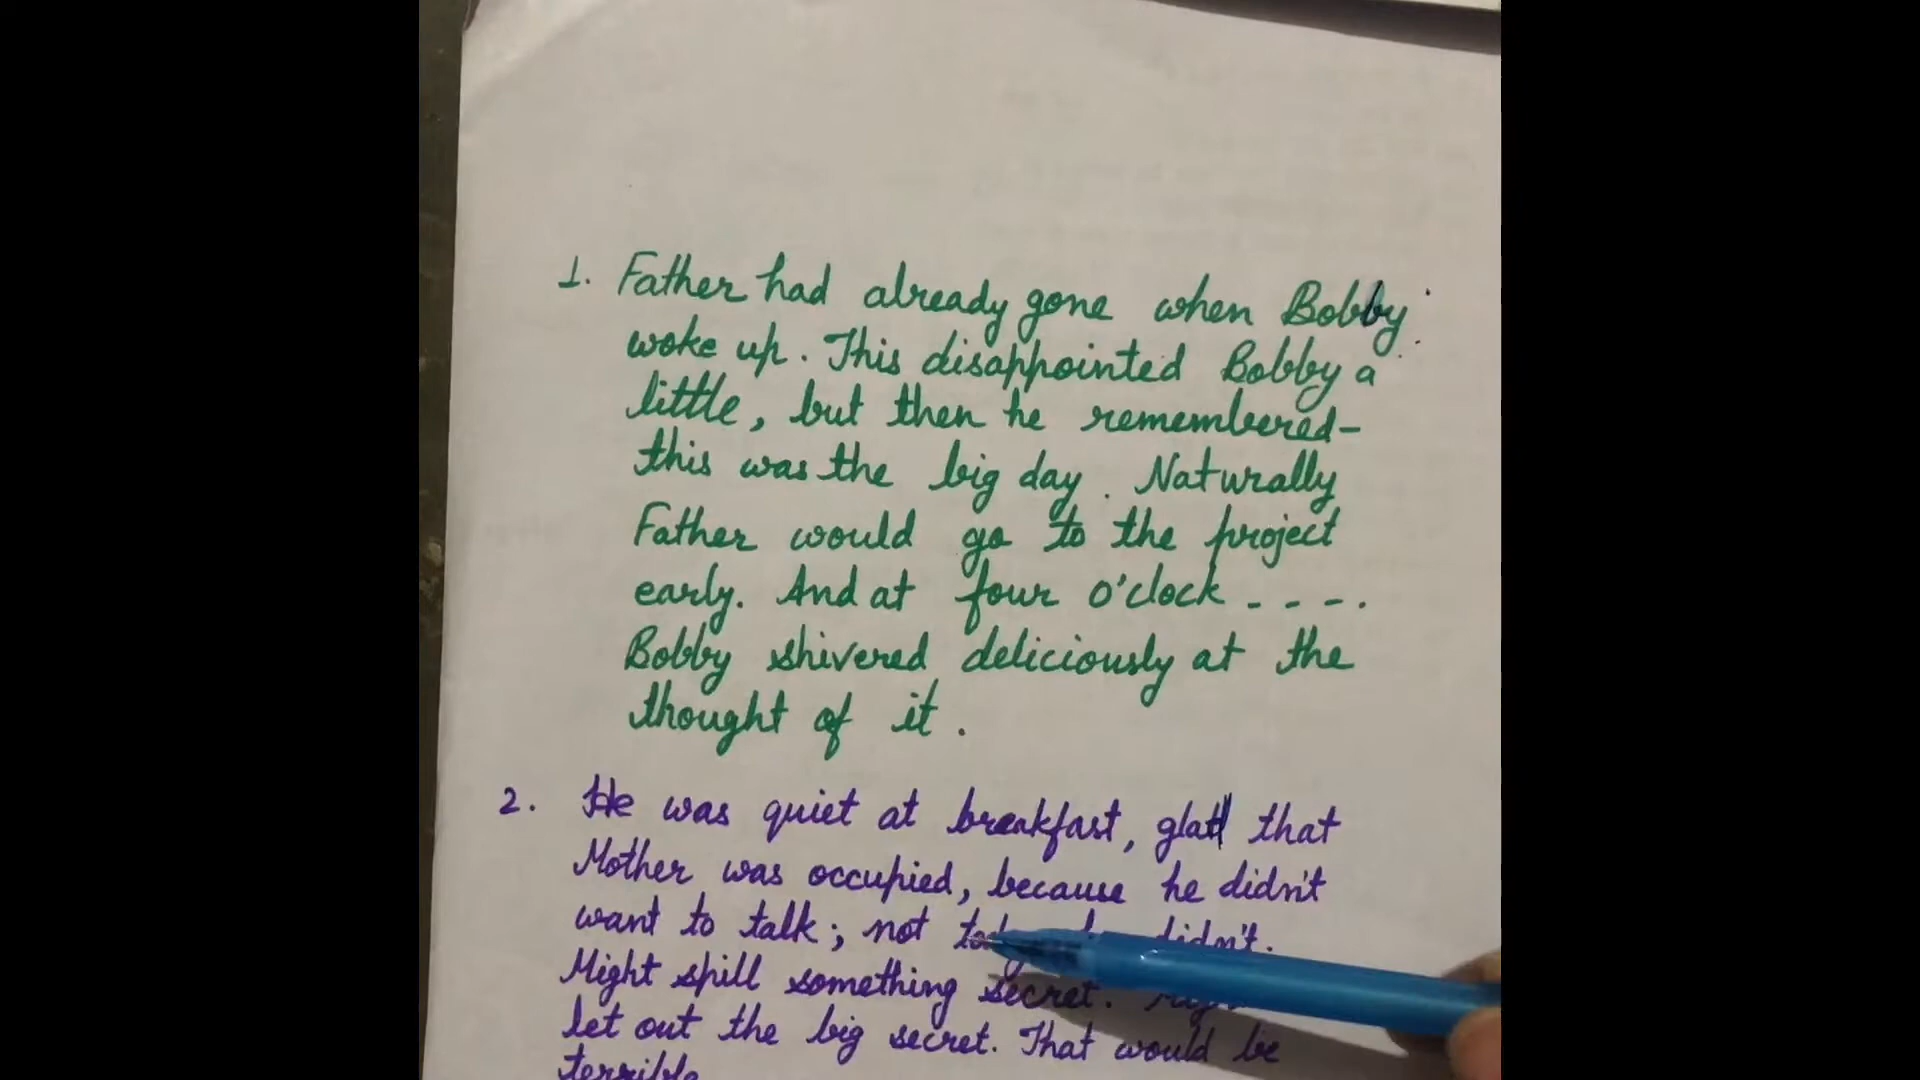 1. Father had already gone when Bobby
woke up. This disappointed Bobby a
little, but then he remembered-
this was the big day. Naturally
Father would go to the project
early. And at four o'clock - - - .
Bobby shivered deliciously at the
thought of it.
2. He was quiet at breakfast, glad that
Mother was occupied, because he didn't
want to talk; not didn't.
Might spill something secret.
let out the big secret. That would be
terrible